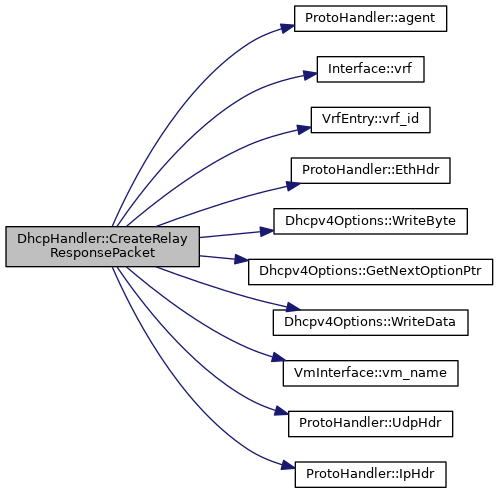 ProtoHandler::agent
Interface::vrf
VrfEntry::vrf_id
ProtoHandler::EthHdr
DhcpHandler::CreateRelay
ResponsePacket
Dhcpv4Options::WriteByte
Dhcpv4Options::GetNextOptionPtr
Dhcpv4Options::WriteData
VmInterface::vm_name
ProtoHandler::UdpHdr
ProtoHandler::IpHdr